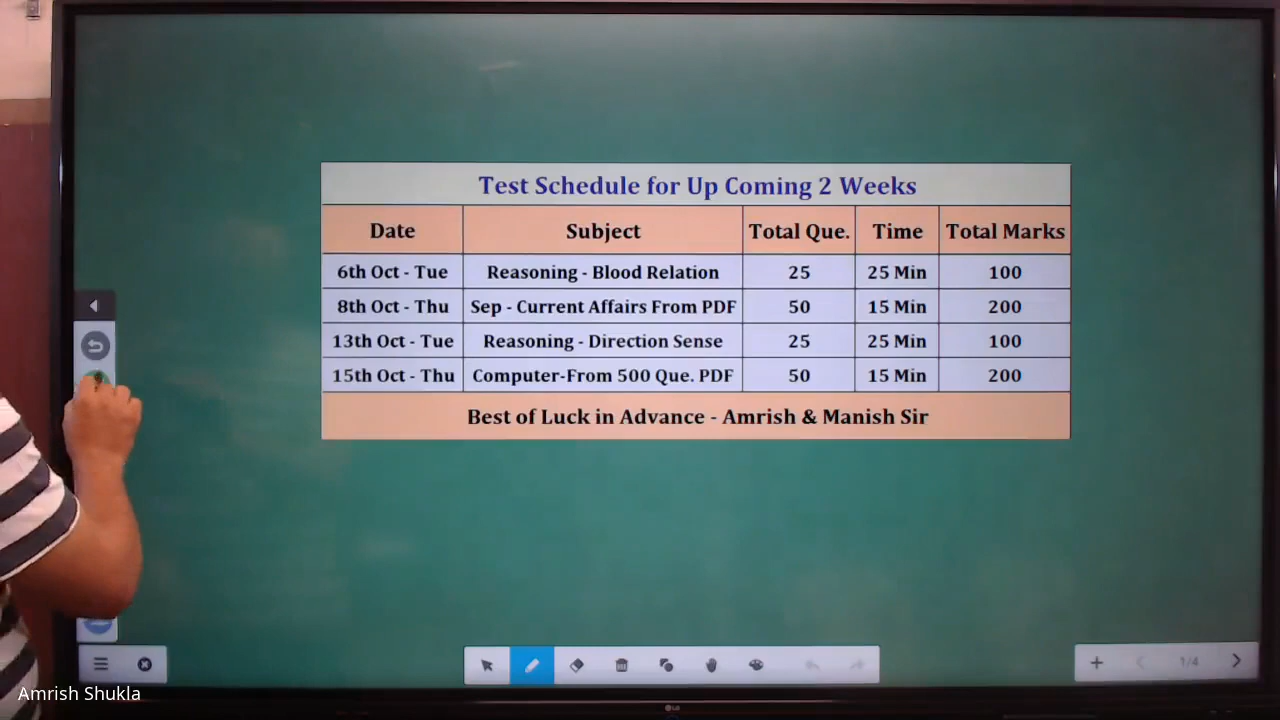 Test Schedule for Up Coming 2 Weeks
Date Subject Total Que. Time Total Marks
6th Oct - Tue Reasoning - Blood Relation 25 25 Min 100
8th Oct - Thu Sep - Current Affairs From PDF 50 15 Min 200
13th Oct - Tue Reasoning - Direction Sense 25 25 Min 100
15th Oct - Thu Computer-From 500 Que. PDF 50 15 Min 200
Best of Luck in Advance - Amrish & Manish Sir
1/4
Amrish Shukla
LG